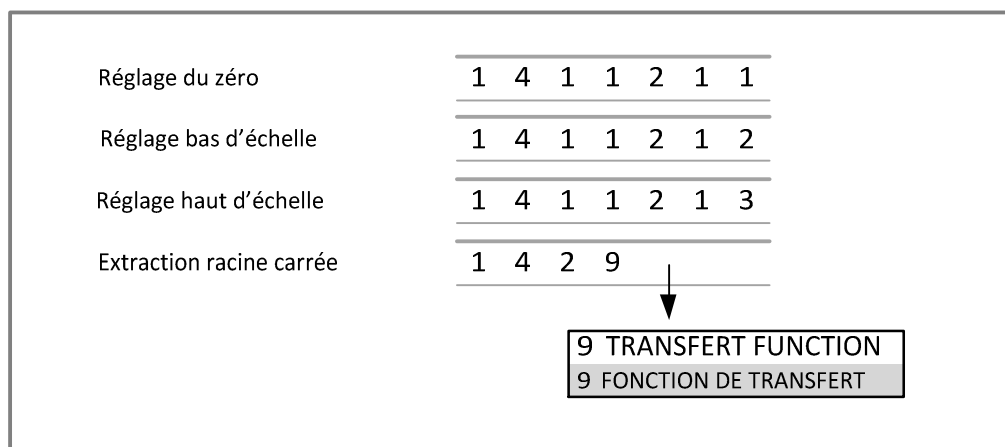 Réglage du zéro 1 4 1 1 2 1 1
Réglage bas d'échelle 1 4 1 1 2 1 2
Réglage haut d'échelle 1 4 1 1 2 1 3
Extraction racine carrée 1 4 2 9
9 TRANSFERT FUNCTION
9 FONCTION DE TRANSFERT